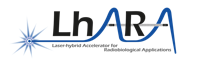 LhARA
Laser-hybrid Accelerator for
Radiobiological Applications